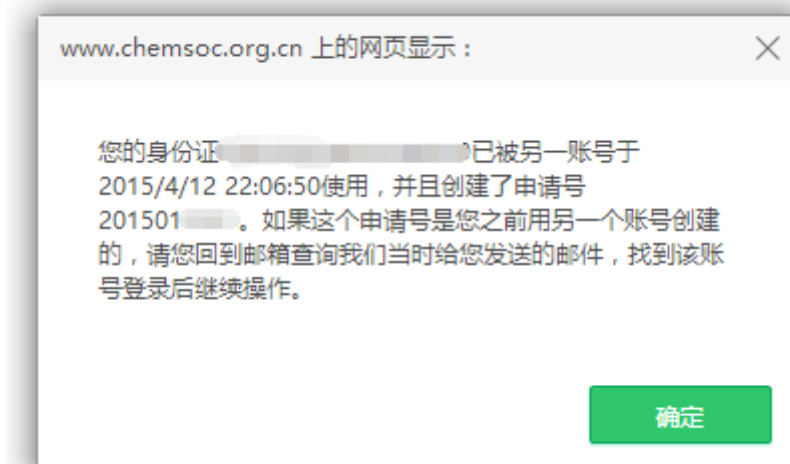 www.chemsoc.org.cn 上的网页显示：
您的身份证 已被另一账号于
2015/4/12 22:06:50使用，并且创建了申请号
201501 。如果这个申请号是您之前用另一个账号创建
的，请您回到邮箱查询我们当时给您发送的邮件，找到该账
号登录后继续操作。
确定